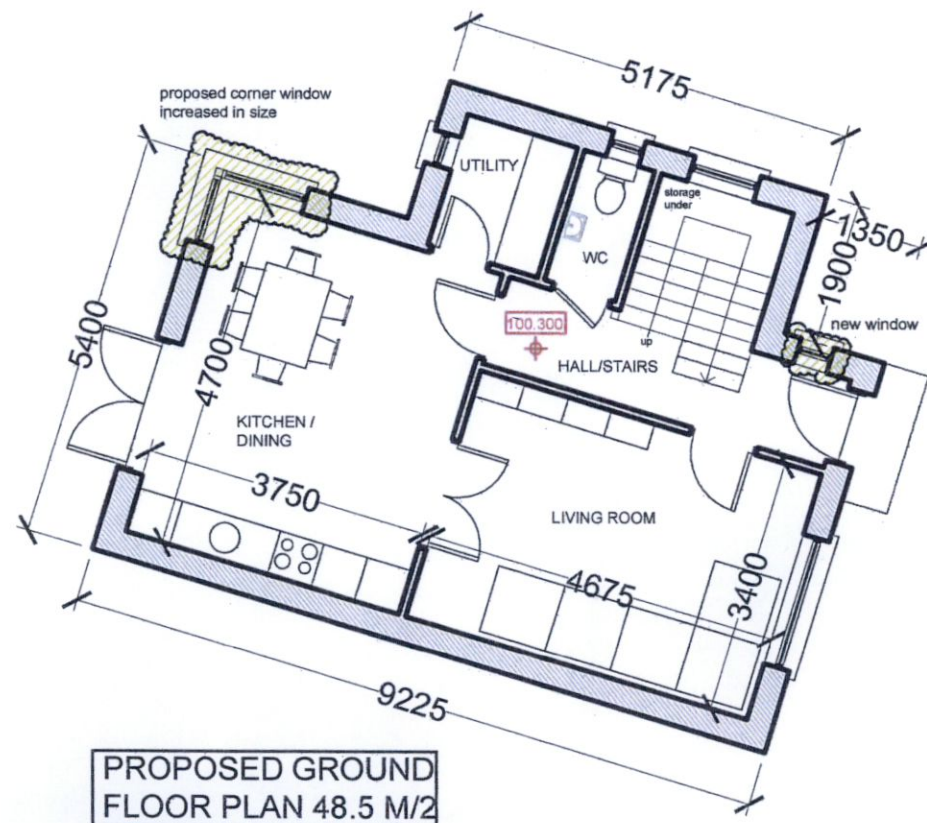 5175
proposed corner window
increased in size
UTILITY
storage
under
1350
WC
1900
new window
100.300
up
5400
4700
HALL/STAIRS
KITCHEN /
DINING
3750
LIVING ROOM
4675
3400
9225
PROPOSED GROUND
FLOOR PLAN 48.5 M/2